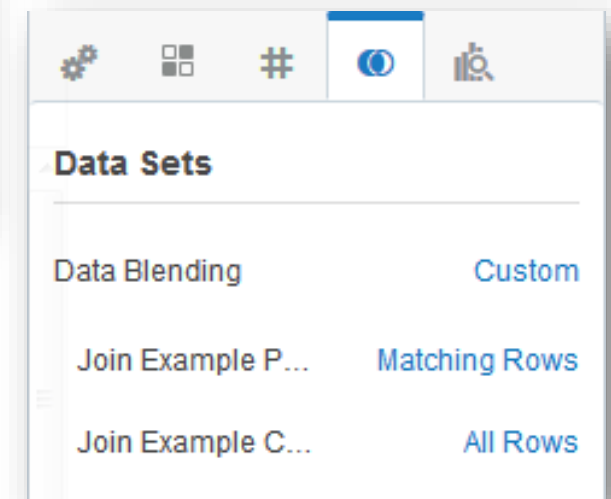 Data Sets
Data Blending Custom
Join Example P... Matching Rows
Join Example C... All Rows